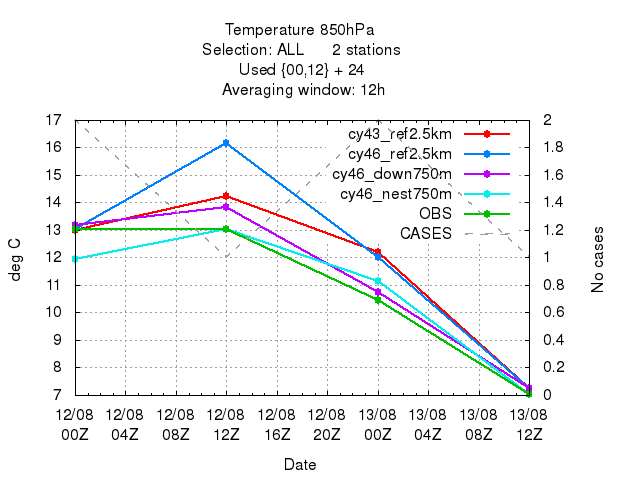 Temperature 850hPa
Selection: ALL 2 stations
Used {00,12} + 24
Averaging window: 12h
17
16
15
14
13
12
11
10
9
8
7
deg C
cy43_ref2.5km
cy46_ref2.5km
cy46_down750m
cy46_nest750m
OBS
CASES
2
1.8
1.6
1.4
1.2
1
0.8
0.6
0.4
0.2
0
No cases
12/08 12/08 12/08 12/08 12/08 12/08 13/08 13/08 13/08 13/08
00Z 04Z 08Z 12Z 16Z 20Z 00Z 04Z 08Z 12Z
Date